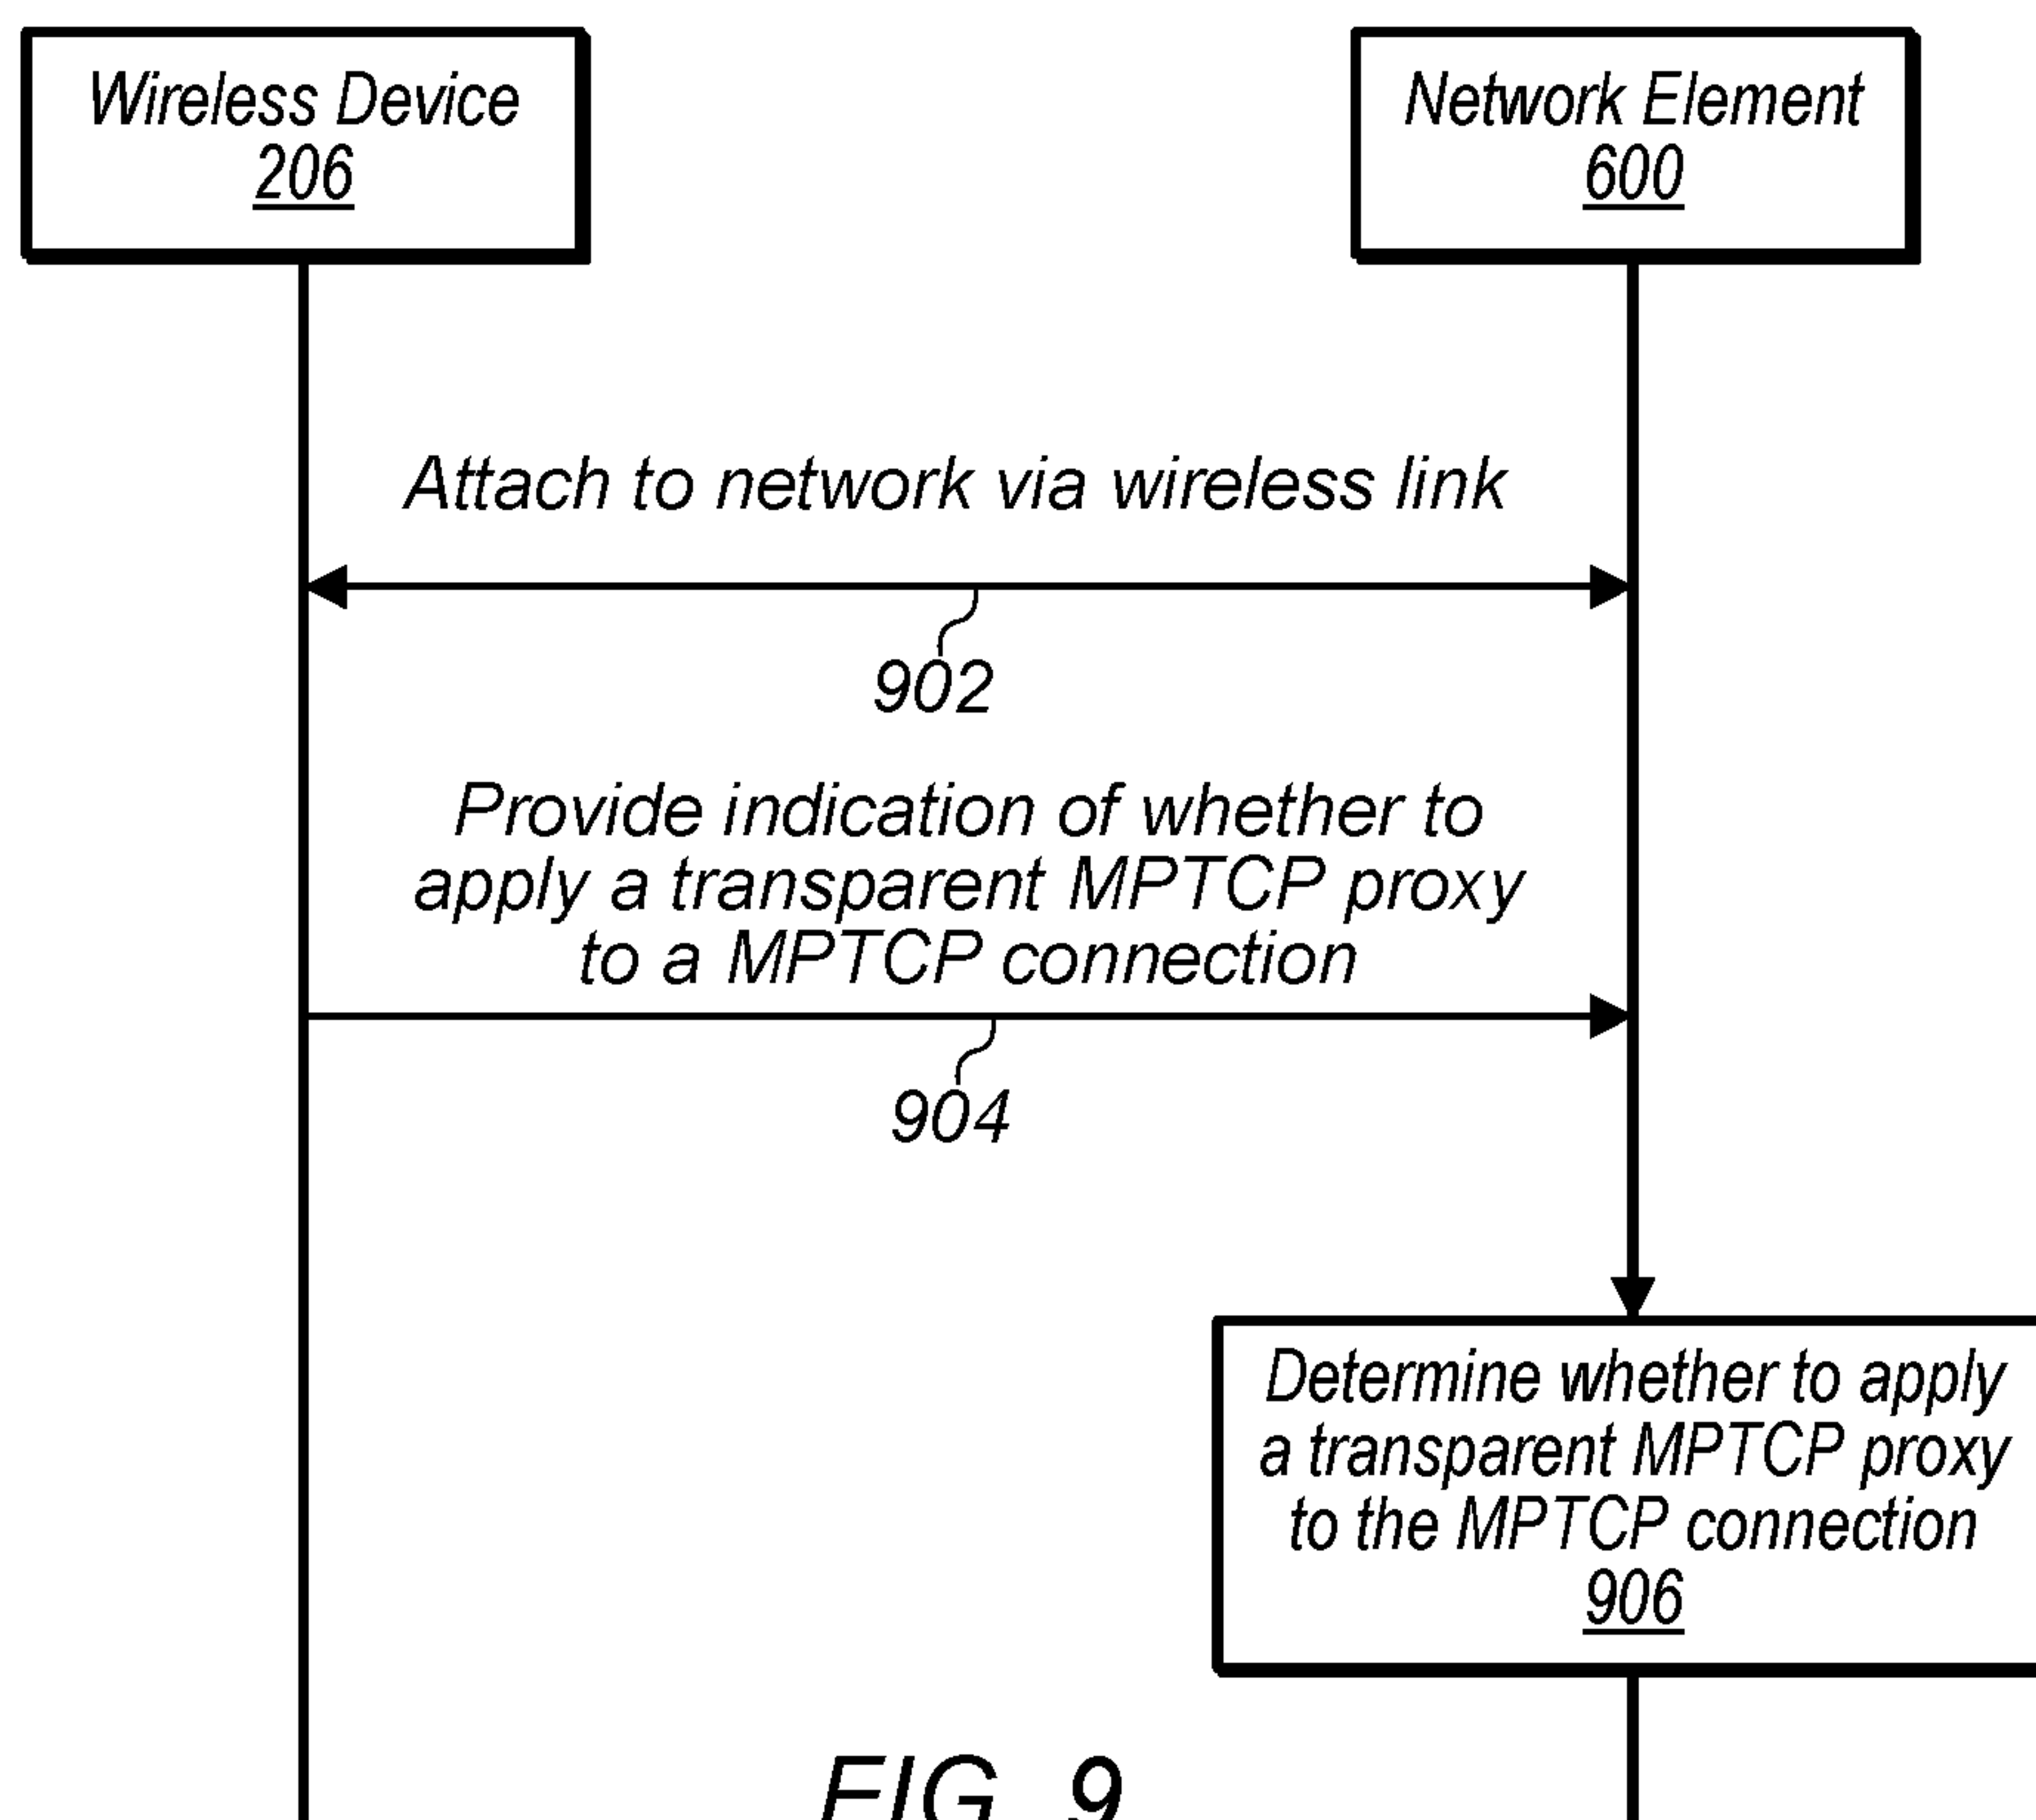 Wireless Device
206
Network Element
600
Attach to network via wireless link
902
Provide indication of whether to
apply a transparent MPTCP proxy
to a MPTCP connection
904
Determine whether to apply
a transparent MPTCP proxy
to the MPTCP connection
906
FIG. 9